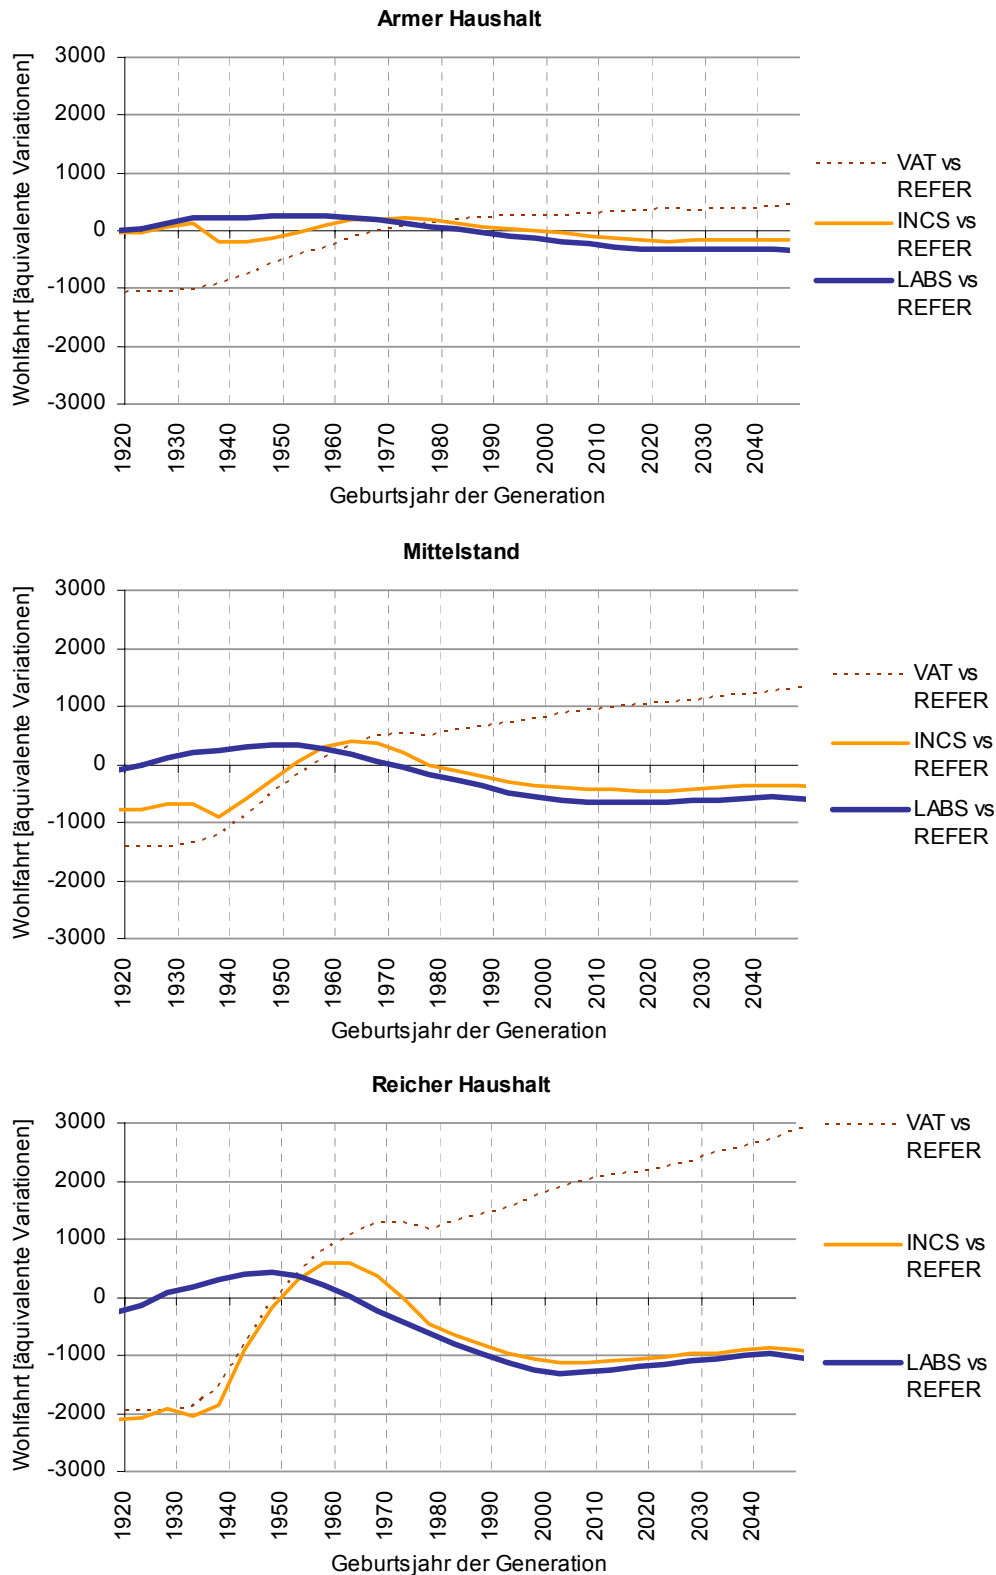 Armer Haushalt
Wohlfahrt [äquivalente Variationen]
3000
2000
1000
0
-1000
-2000
-3000
1920
1930
1940
1950
1960
1970
1980
1990
2000
2010
2020
2030
2040
Geburtsjahr der Generation
VAT vs
REFER
INCS vs
REFER
LABS vs
REFER
Mittelstand
Wohlfahrt [äquivalente Variationen]
3000
2000
1000
0
-1000
-2000
-3000
1920
1930
1940
1950
1960
1970
1980
1990
2000
2010
2020
2030
2040
Geburtsjahr der Generation
VAT vs
REFER
INCS vs
REFER
LABS vs
REFER
Reicher Haushalt
Wohlfahrt [äquivalente Variationen]
3000
2000
1000
0
-1000
-2000
-3000
1920
1930
1940
1950
1960
1970
1980
1990
2000
2010
2020
2030
2040
Geburtsjahr der Generation
VAT vs
REFER
INCS vs
REFER
LABS vs
REFER